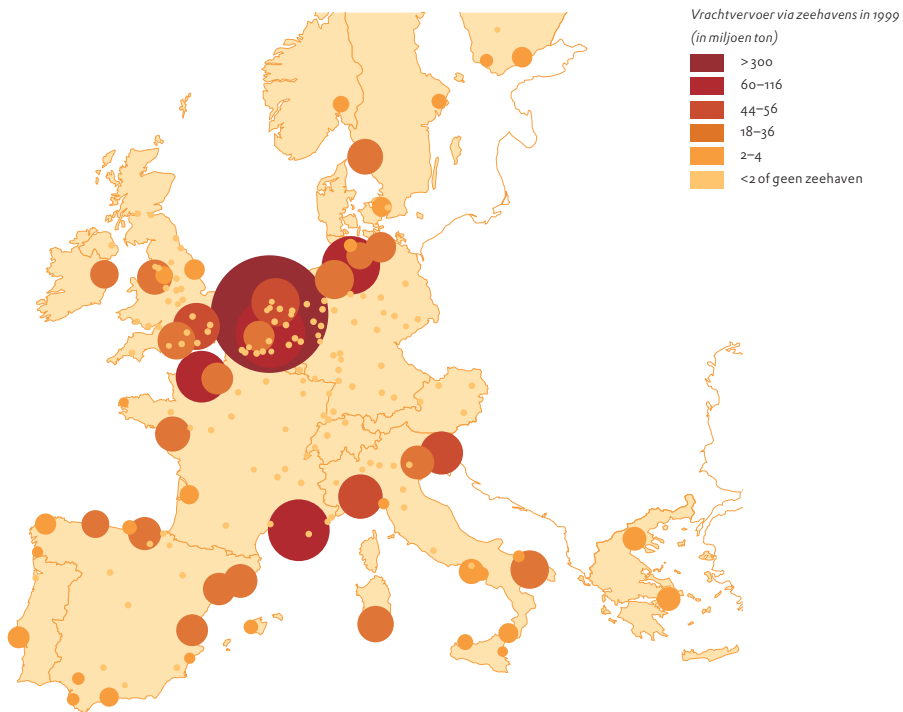 Vrachtvervoer via zeehavens in 1999
(in miljoen ton)
> 300
60–116
44–56
18–36
2–4
<2 of geen zeehaven